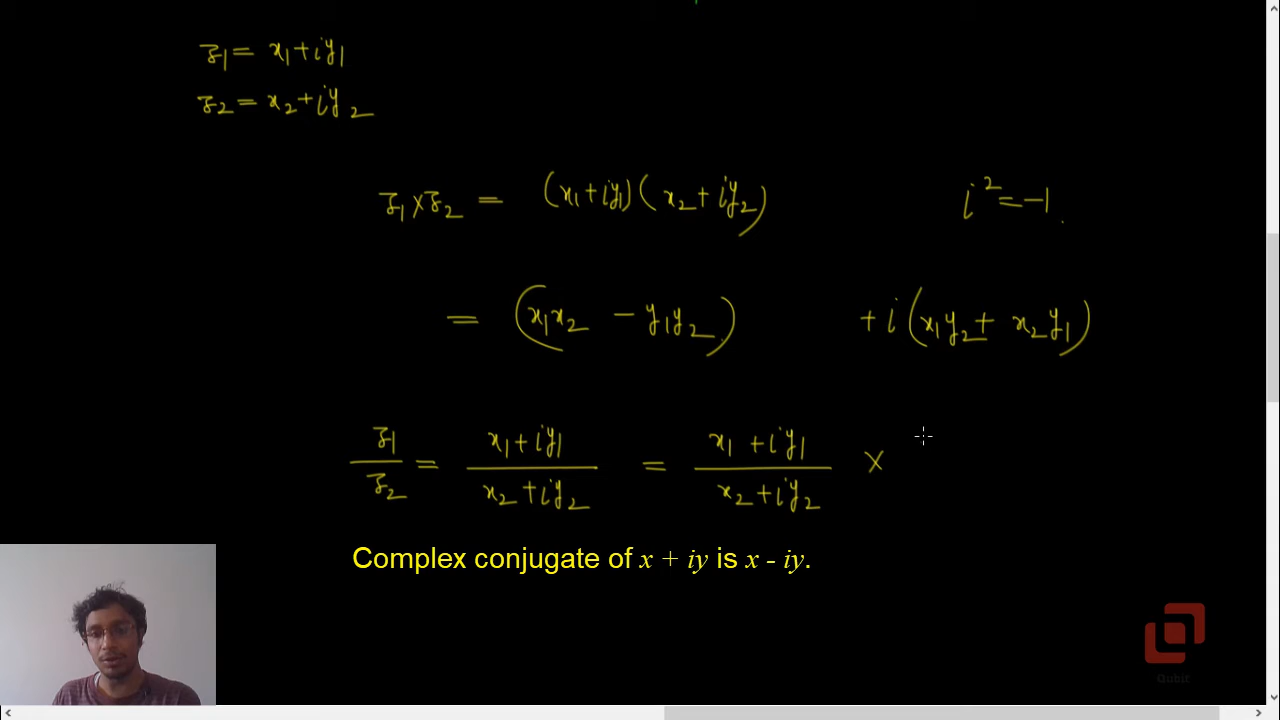 z₁ = x₁ + iy₁
z₂ = x₂ + iy₂
z₁ × z₂ = (x₁ + iy₁)(x₂ + iy₂) i² = -1
= (x₁x₂ - y₁y₂) + i(x₁y₂ + x₂y₁)
z₁/z₂ = (x₁ + iy₁)/(x₂ + iy₂) = (x₁ + iy₁)/(x₂ + iy₂) ×
Complex conjugate of x + iy is x - iy.
Qubic